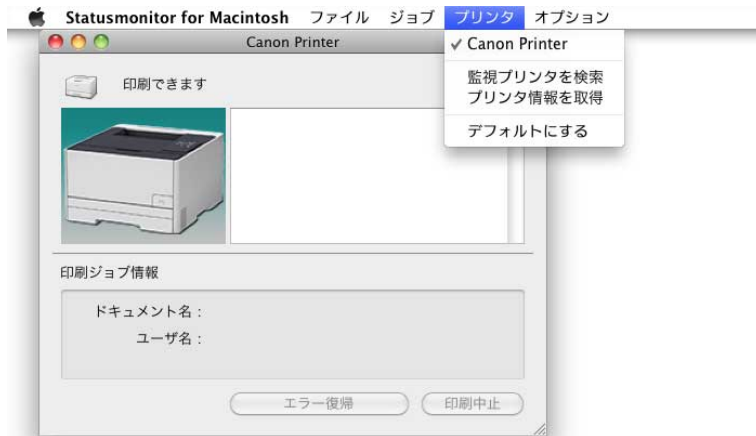 Statusmonitor for Macintosh ファイル ジョブ プリンタ オプション
Canon Printer
✓ Canon Printer
監視プリンタを検索
プリンタ情報を取得
デフォルトにする
印刷できます
印刷ジョブ情報
ドキュメント名 :
ユーザ名 :
エラー復帰 印刷中止